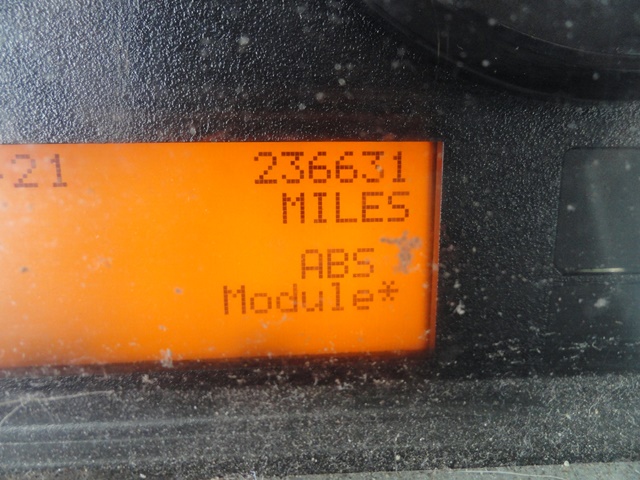 -21 236631
MILES
ABS
Module*